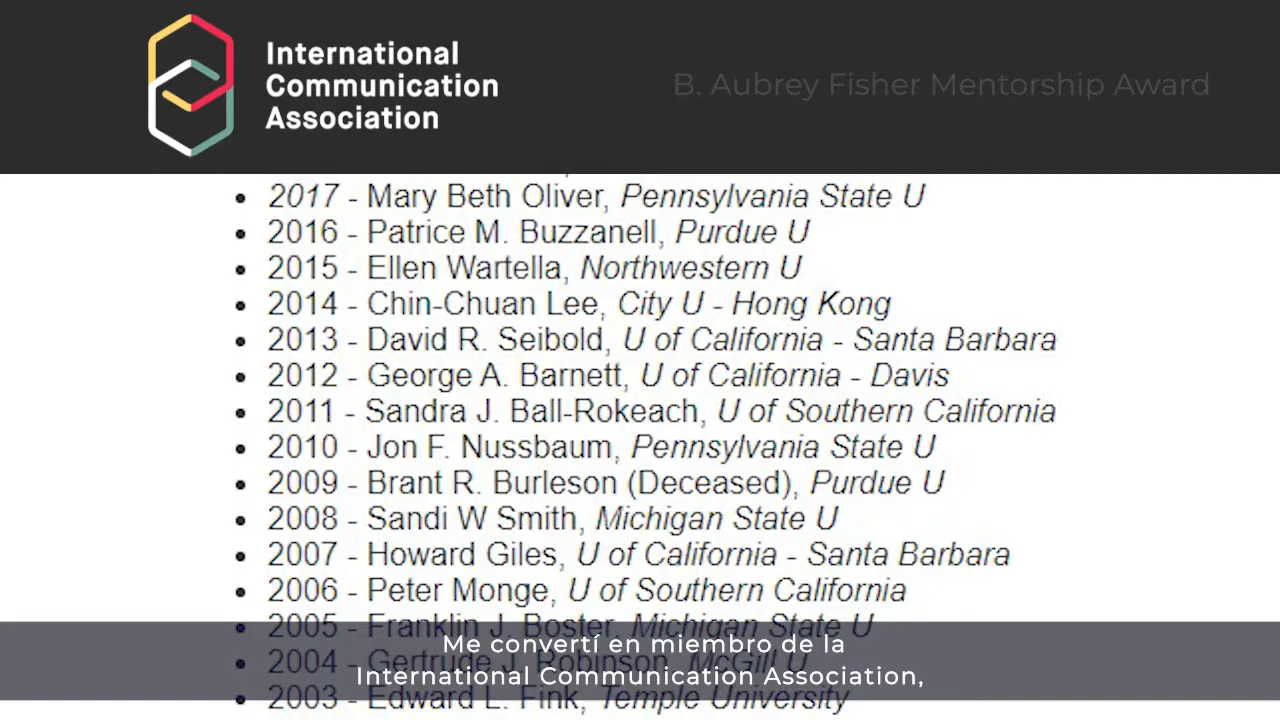 International
Communication
Association
B. Aubrey Fisher Mentorship Award
• 2017 - Mary Beth Oliver, Pennsylvania State U
• 2016 - Patrice M. Buzzanell, Purdue U
• 2015 - Ellen Wartella, Northwestern U
• 2014 - Chin-Chuan Lee, City U - Hong Kong
• 2013 - David R. Seibold, U of California - Santa Barbara
• 2012 - George A. Barnett, U of California - Davis
• 2011 - Sandra J. Ball-Rokeach, U of Southern California
• 2010 - Jon F. Nussbaum, Pennsylvania State U
• 2009 - Brant R. Burleson (Deceased), Purdue U
• 2008 - Sandi W Smith, Michigan State U
• 2007 - Howard Giles, U of California - Santa Barbara
• 2006 - Peter Monge, U of Southern California
• 2005 - Franklin J. Boster, Michigan State U
• 2004 - Gertrude J. Robinson, McGill U
• 2003 - Edward L. Fink, Temple University
Me convertí en miembro de la
International Communication Association,